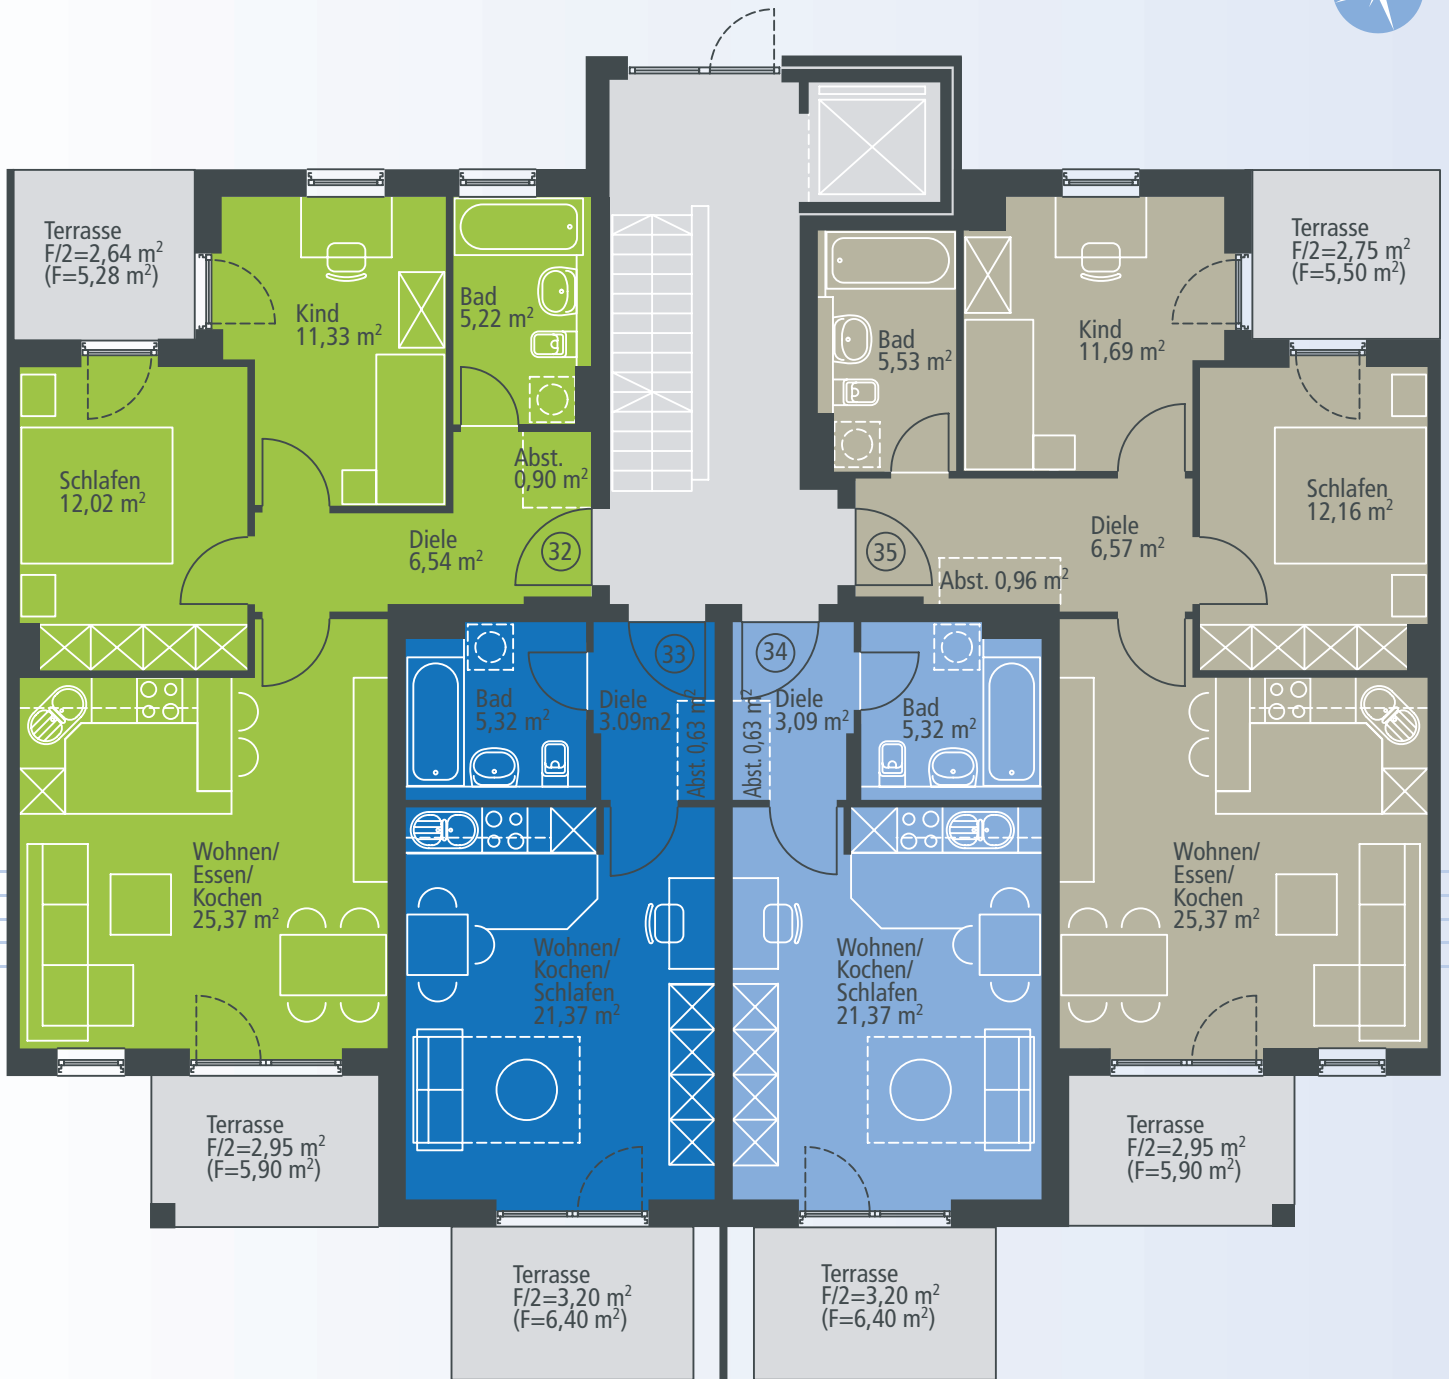 Terrasse
F/2=2,64 m²
(F=5,28 m²)
Kind
11,33 m²
Bad
5,22 m²
Schlafen
12,02 m²
Abst.
0,90 m²
Diele
6,54 m²
32
Wohnen/
Essen/
Kochen
25,37 m²
Terrasse
F/2=2,95 m²
(F=5,90 m²)
Bad
5,32 m²
Diele
3.09m2
33
Abst. 0,63 m²
Wohnen/
Kochen/
Schlafen
21,37 m²
Terrasse
F/2=3,20 m²
(F=6,40 m²)
34
Abst. 0,63 m²
Diele
3,09 m²
Bad
5,32 m²
Wohnen/
Kochen/
Schlafen
21,37 m²
Terrasse
F/2=3,20 m²
(F=6,40 m²)
Bad
5,53 m²
Kind
11,69 m²
Terrasse
F/2=2,75 m²
(F=5,50 m²)
Schlafen
12,16 m²
35
Diele
6,57 m²
Abst. 0,96 m²
Wohnen/
Essen/
Kochen
25,37 m²
Terrasse
F/2=2,95 m²
(F=5,90 m²)